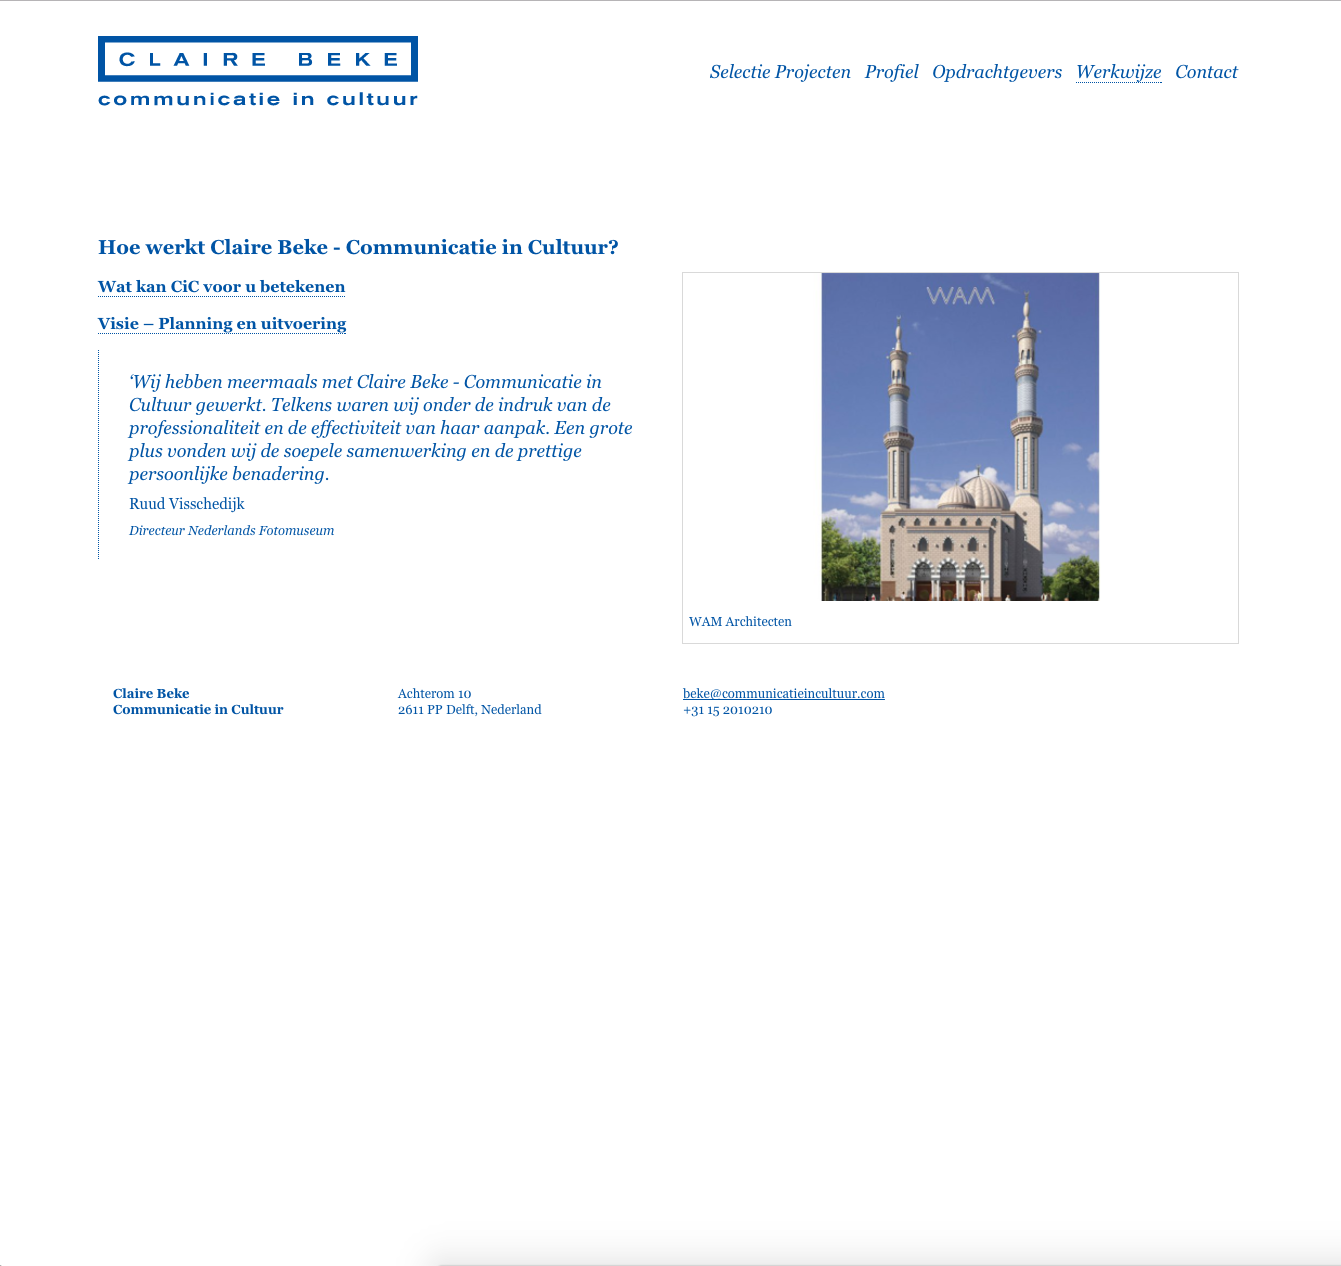 CLAIRE BEKE
communicatie in cultuur
Selectie Projecten Profiel Opdrachtgevers Werkwijze Contact
Hoe werkt Claire Beke - Communicatie in Cultuur?
Wat kan CiC voor u betekenen
Visie – Planning en uitvoering
‘Wij hebben meermaals met Claire Beke - Communicatie in
Cultuur gewerkt. Telkens waren wij onder de indruk van de
professionaliteit en de effectiviteit van haar aanpak. Een grote
plus vonden wij de soepele samenwerking en de prettige
persoonlijke benadering.
Ruud Visschedijk
Directeur Nederlands Fotomuseum
WAM
WAM Architecten
Claire Beke
Communicatie in Cultuur
Achterom 10
2611 PP Delft, Nederland
beke@communicatieincultuur.com
+31 15 2010210